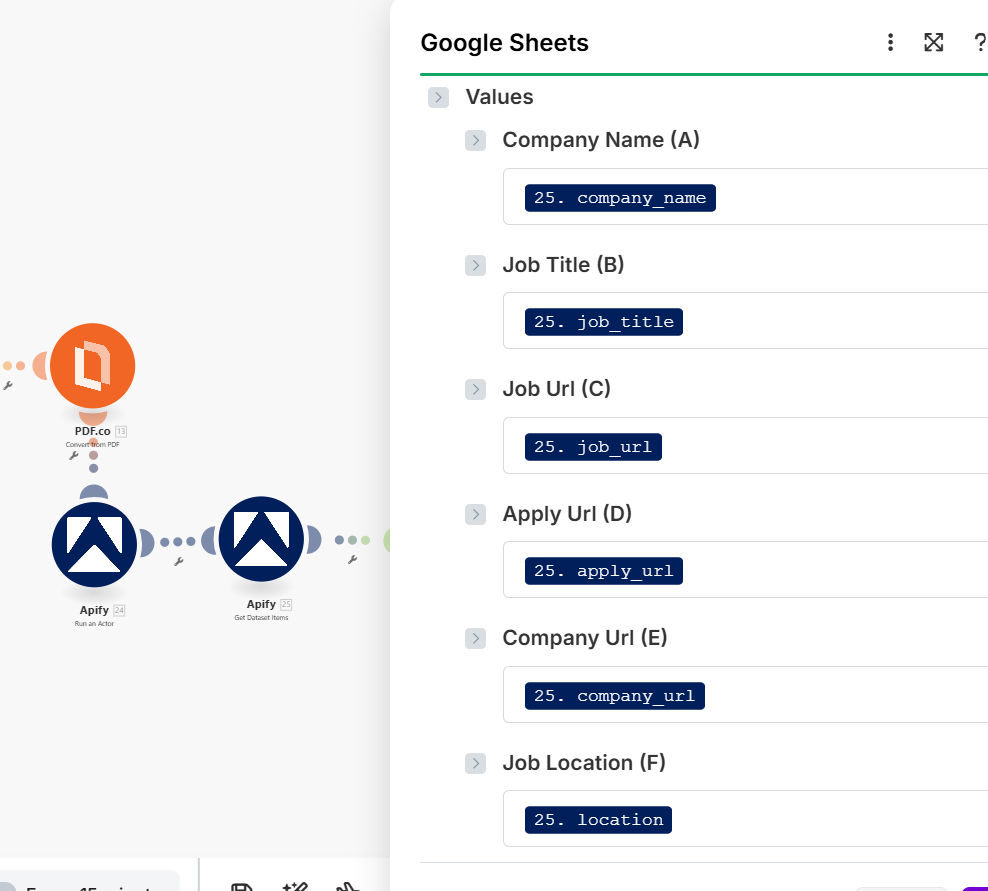 Google Sheets
?
Values
Company Name (A)
25. company_name
Job Title (B)
25. job_title
Job Url (C)
25. job_url
Apply Url (D)
25. apply_url
Company Url (E)
25. company_url
Job Location (F)
25. location
PDF.co 13
Convert from PDF
Apify 24
Run an Actor
Apify 25
Get Dataset Items